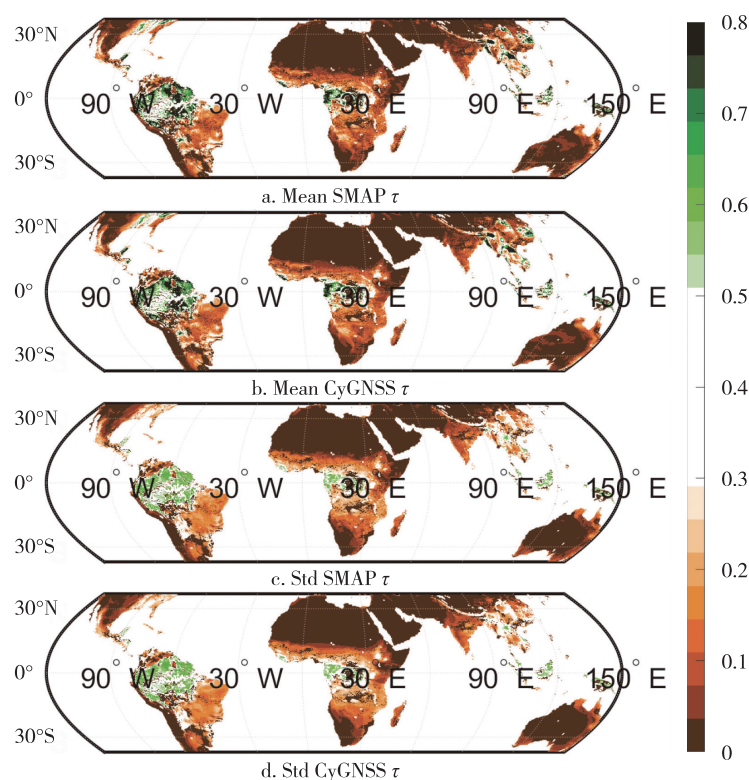 30°N
0°
30°S
90° W 30° W 30° E 90° E 150° E
a. Mean SMAP τ
30°N
0°
30°S
90° W 30° W 30° E 90° E 150° E
b. Mean CyGNSS τ
30°N
0°
30°S
90° W 30° W 30° E 90° E 150° E
c. Std SMAP τ
30°N
0°
30°S
90° W 30° W 30° E 90° E 150° E
d. Std CyGNSS τ
0.8
0.7
0.6
0.5
0.4
0.3
0.2
0.1
0